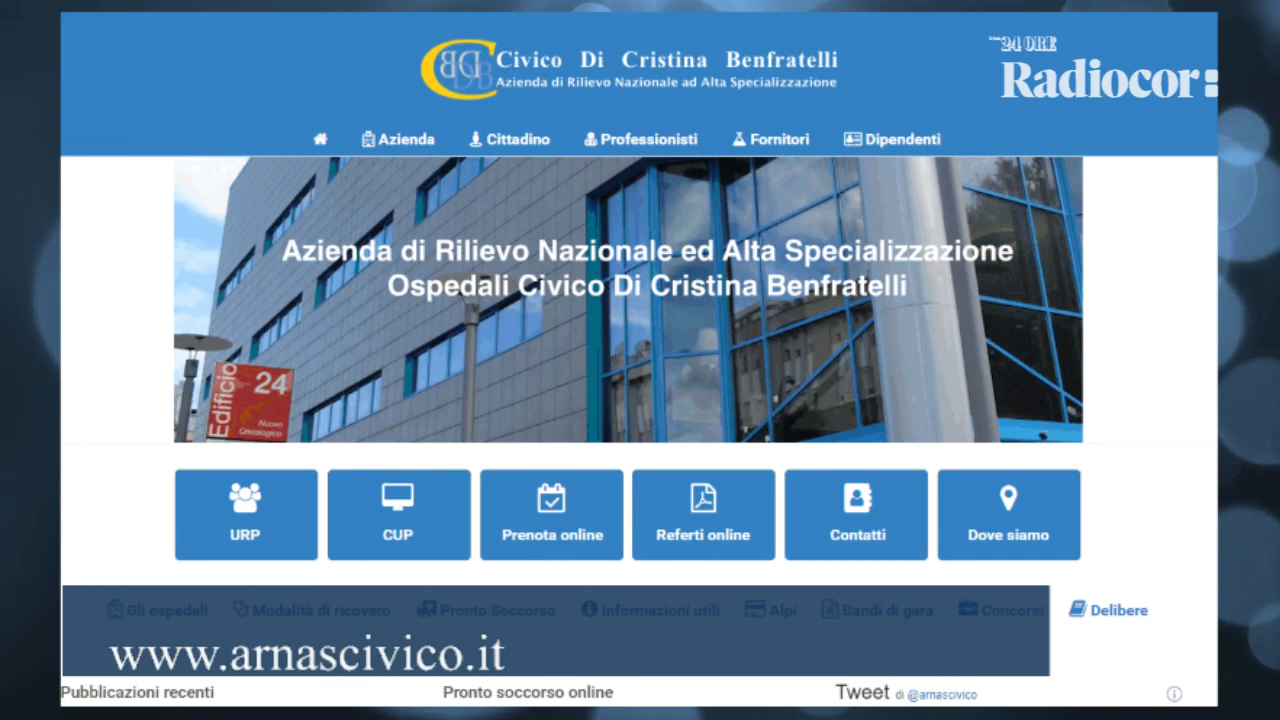 Civico Di Cristina Benfratelli
Azienda di Rilievo Nazionale ad Alta Specializzazione
24 ORE
Radiocor:
Azienda
Cittadino
Professionisti
Fornitori
Dipendenti
Azienda di Rilievo Nazionale ed Alta Specializzazione
Ospedali Civico Di Cristina Benfratelli
Edificio
24
Nuovo
Oncologico
URP
CUP
Prenota online
Referti online
Contatti
Dove siamo
Gli ospedali
Modalità di ricovero
Pronto Soccorso
Informazioni utili
Alpi
Bandi di gara
Concorsi
Delibere
www.arnascivico.it
Pubblicazioni recenti
Pronto soccorso online
Tweet di @arnascivico